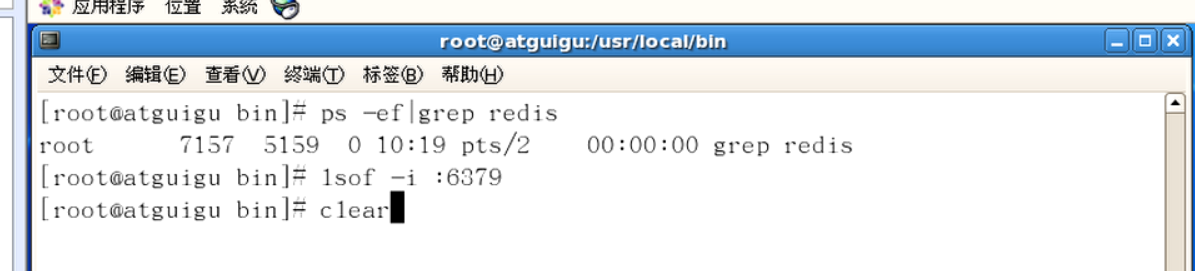 应用程序 位置 系统
root@atguigu:/usr/local/bin
文件(F) 编辑(E) 查看(V) 终端(T) 标签(B) 帮助(H)
[root@atguigu bin]# ps -ef|grep redis
root 7157 5159 0 10:19 pts/2 00:00:00 grep redis
[root@atguigu bin]# lsof -i :6379
[root@atguigu bin]# clear